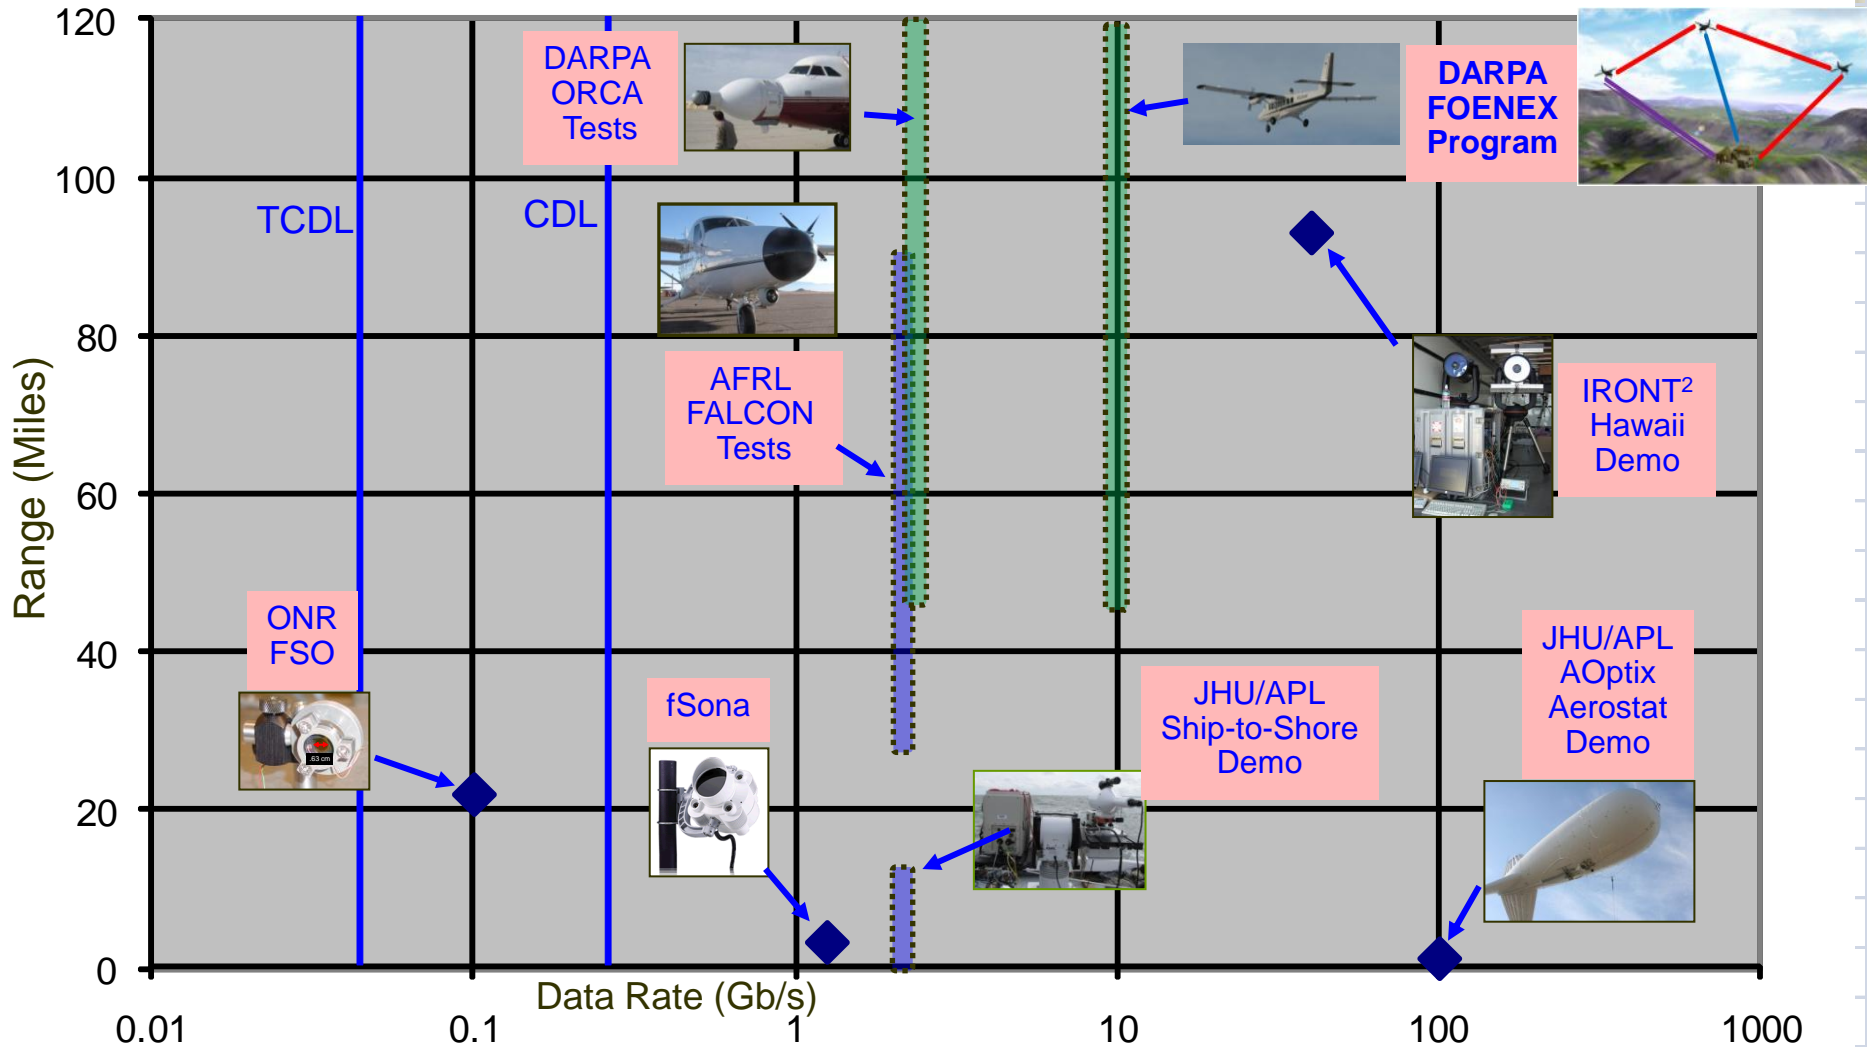 120
100
80
60
40
20
0
Range (Miles)
0.01
0.1
1
10
100
1000
Data Rate (Gb/s)
TCDL
CDL
DARPA
ORCA
Tests
DARPA
FOENEX
Program
AFRL
FALCON
Tests
IRONT²
Hawaii
Demo
ONR
FSO
.63 cm
fSona
JHU/APL
Ship-to-Shore
Demo
JHU/APL
AOptix
Aerostat
Demo